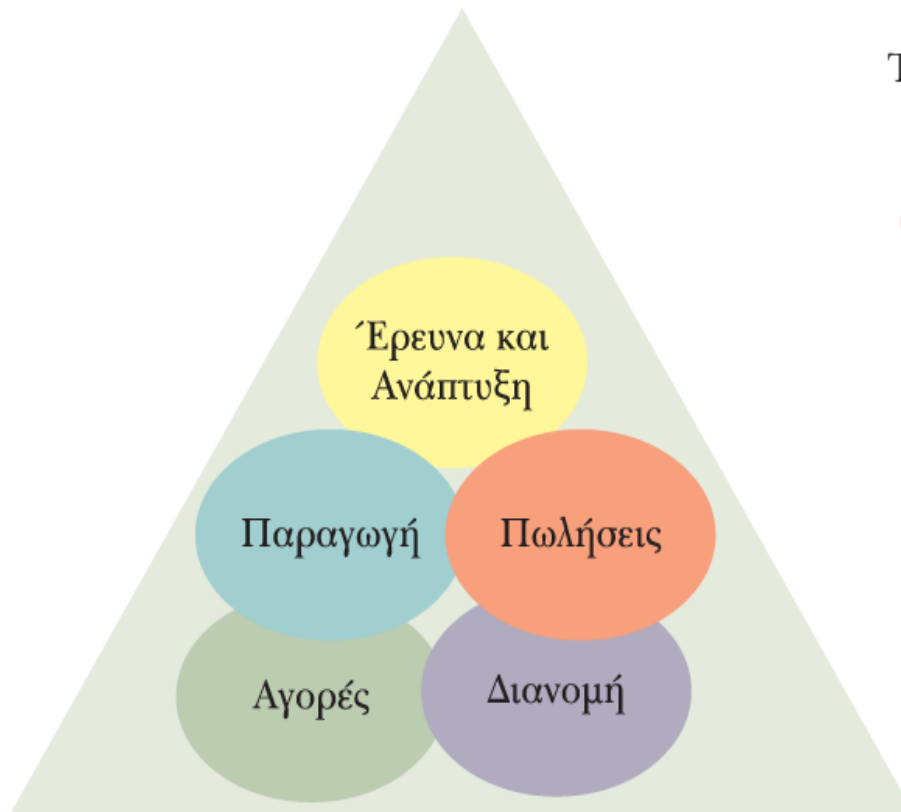 Έρευνα και
Ανάπτυξη
Παραγωγή
Πωλήσεις
Αγορές
Διανομή